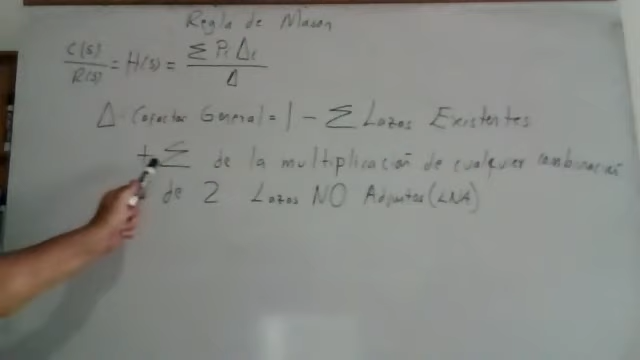 Regla de Mason
C(s)/R(s) = H(s) = Σ Pi Δi / Δ
Δ · Cofactor General = 1 - Σ Lazos Existentes
+ Σ de la multiplicación de cualquier combinación
de 2 Lazos NO Adjuntos (LNA)